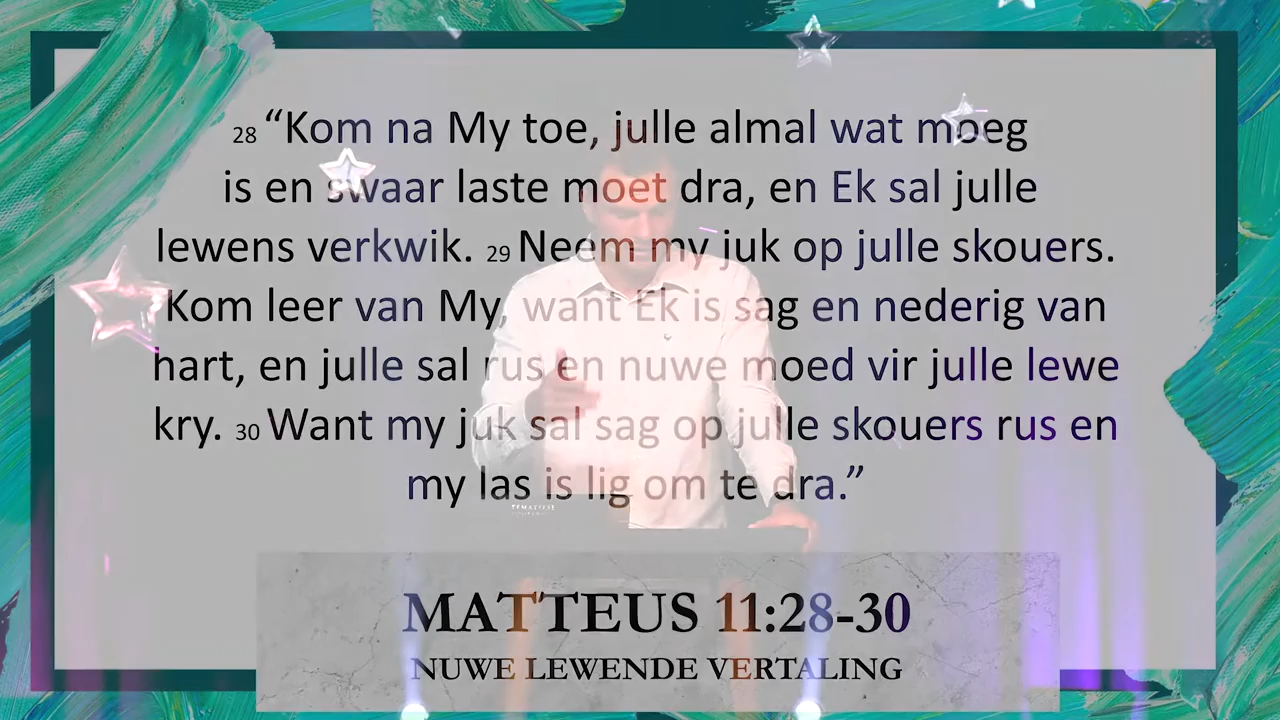 28 “Kom na My toe, julle almal wat moeg
is en swaar laste moet dra, en Ek sal julle
lewens verkwik. 29 Neem my juk op julle skouers.
Kom leer van My, want Ek is sag en nederig van
hart, en julle sal rus en nuwe moed vir julle lewe
kry. 30 Want my juk sal sag op julle skouers rus en
my las is lig om te dra.”
MATTEUS 11:28-30
NUWE LEWENDE VERTALING